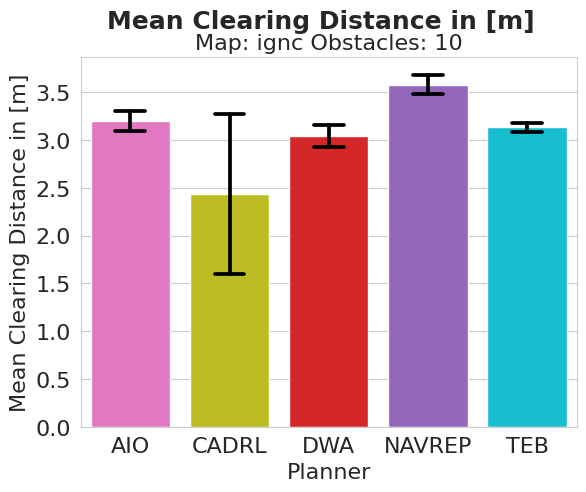 Mean Clearing Distance in [m]
Map: ignc Obstacles: 10
Mean Clearing Distance in [m]
3.5
3.0
2.5
2.0
1.5
1.0
0.5
0.0
AIO CADRL DWA NAVREP TEB
Planner